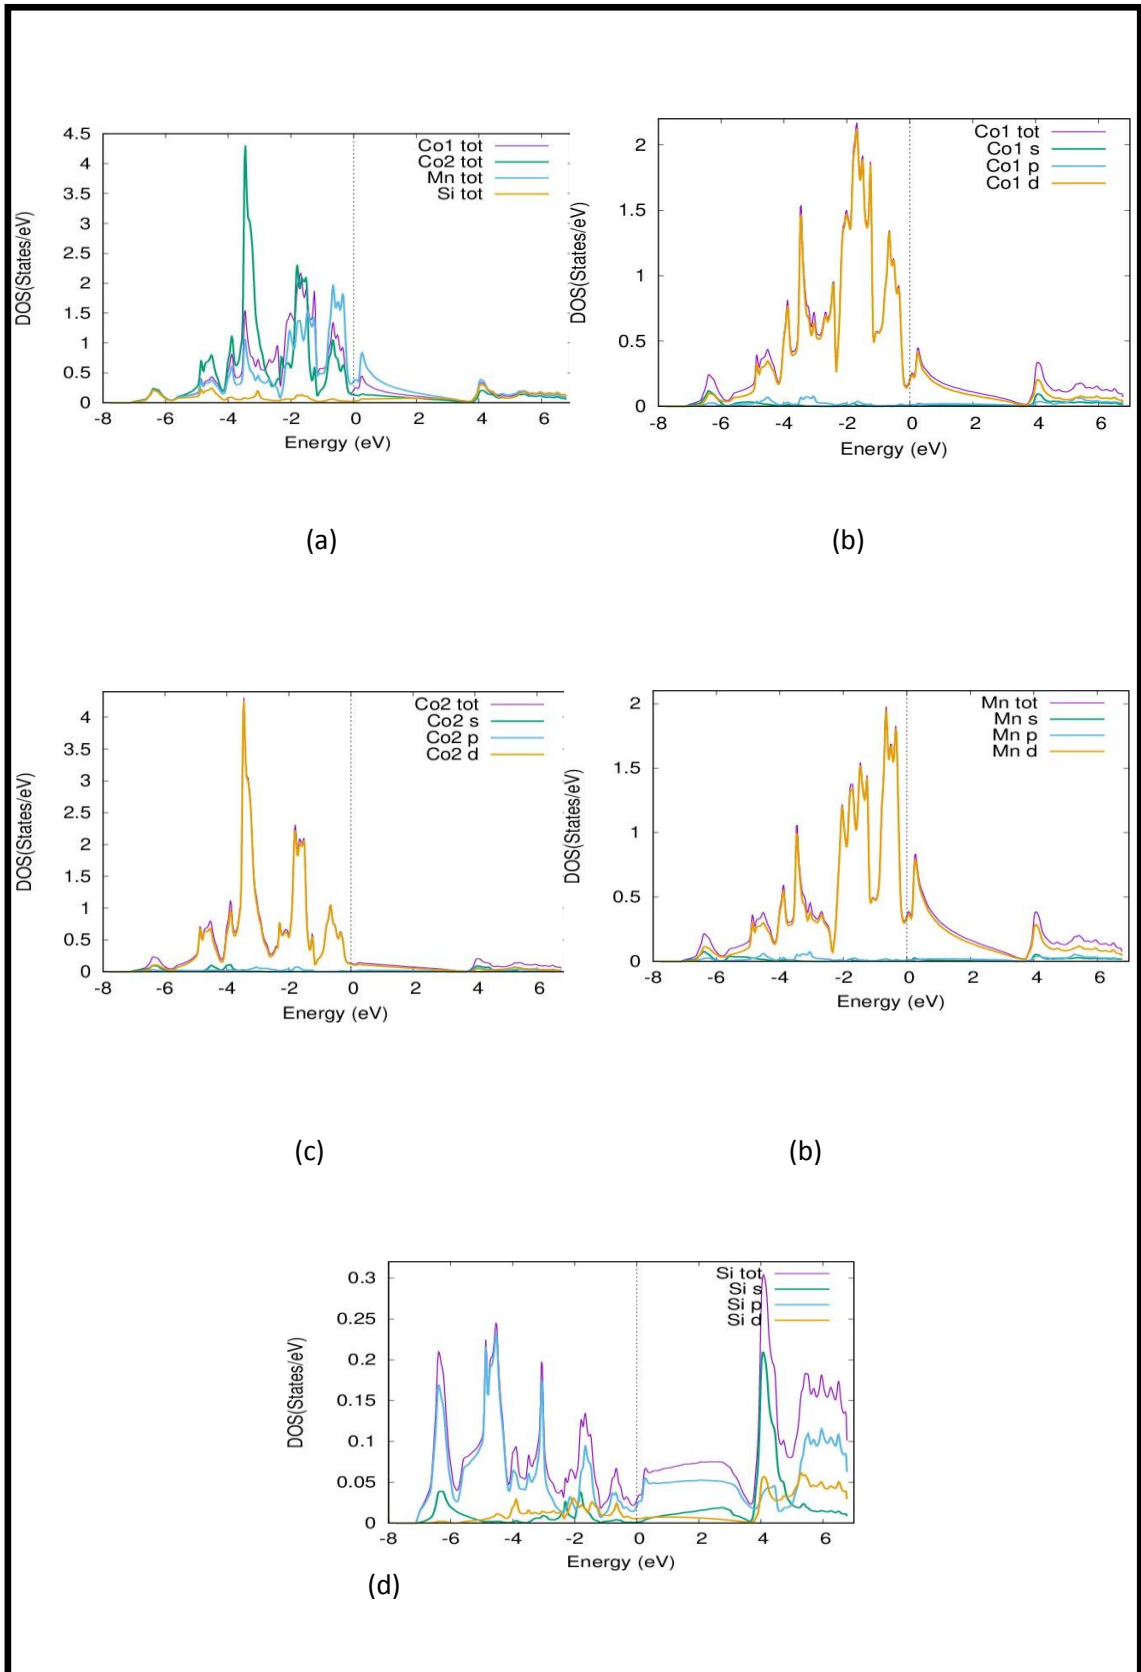 4.5
4
3.5
3
2.5
2
1.5
1
0.5
0
DOS(States/eV)
Co1 tot
Co2 tot
Mn tot
Si tot
-8 -6 -4 -2 0 2 4 6
Energy (eV)
(a)
2
1.5
1
0.5
0
DOS(States/eV)
Co1 tot
Co1 s
Co1 p
Co1 d
-8 -6 -4 -2 0 2 4 6
Energy (eV)
(b)
4
3.5
3
2.5
2
1.5
1
0.5
0
DOS(States/eV)
Co2 tot
Co2 s
Co2 p
Co2 d
-8 -6 -4 -2 0 2 4 6
Energy (eV)
(c)
2
1.5
1
0.5
0
DOS(States/eV)
Mn tot
Mn s
Mn p
Mn d
-8 -6 -4 -2 0 2 4 6
Energy (eV)
(b)
0.3
0.25
0.2
0.15
0.1
0.05
0
DOS(States/eV)
Si tot
Si s
Si p
Si d
-8 -6 -4 -2 0 2 4 6
Energy (eV)
(d)